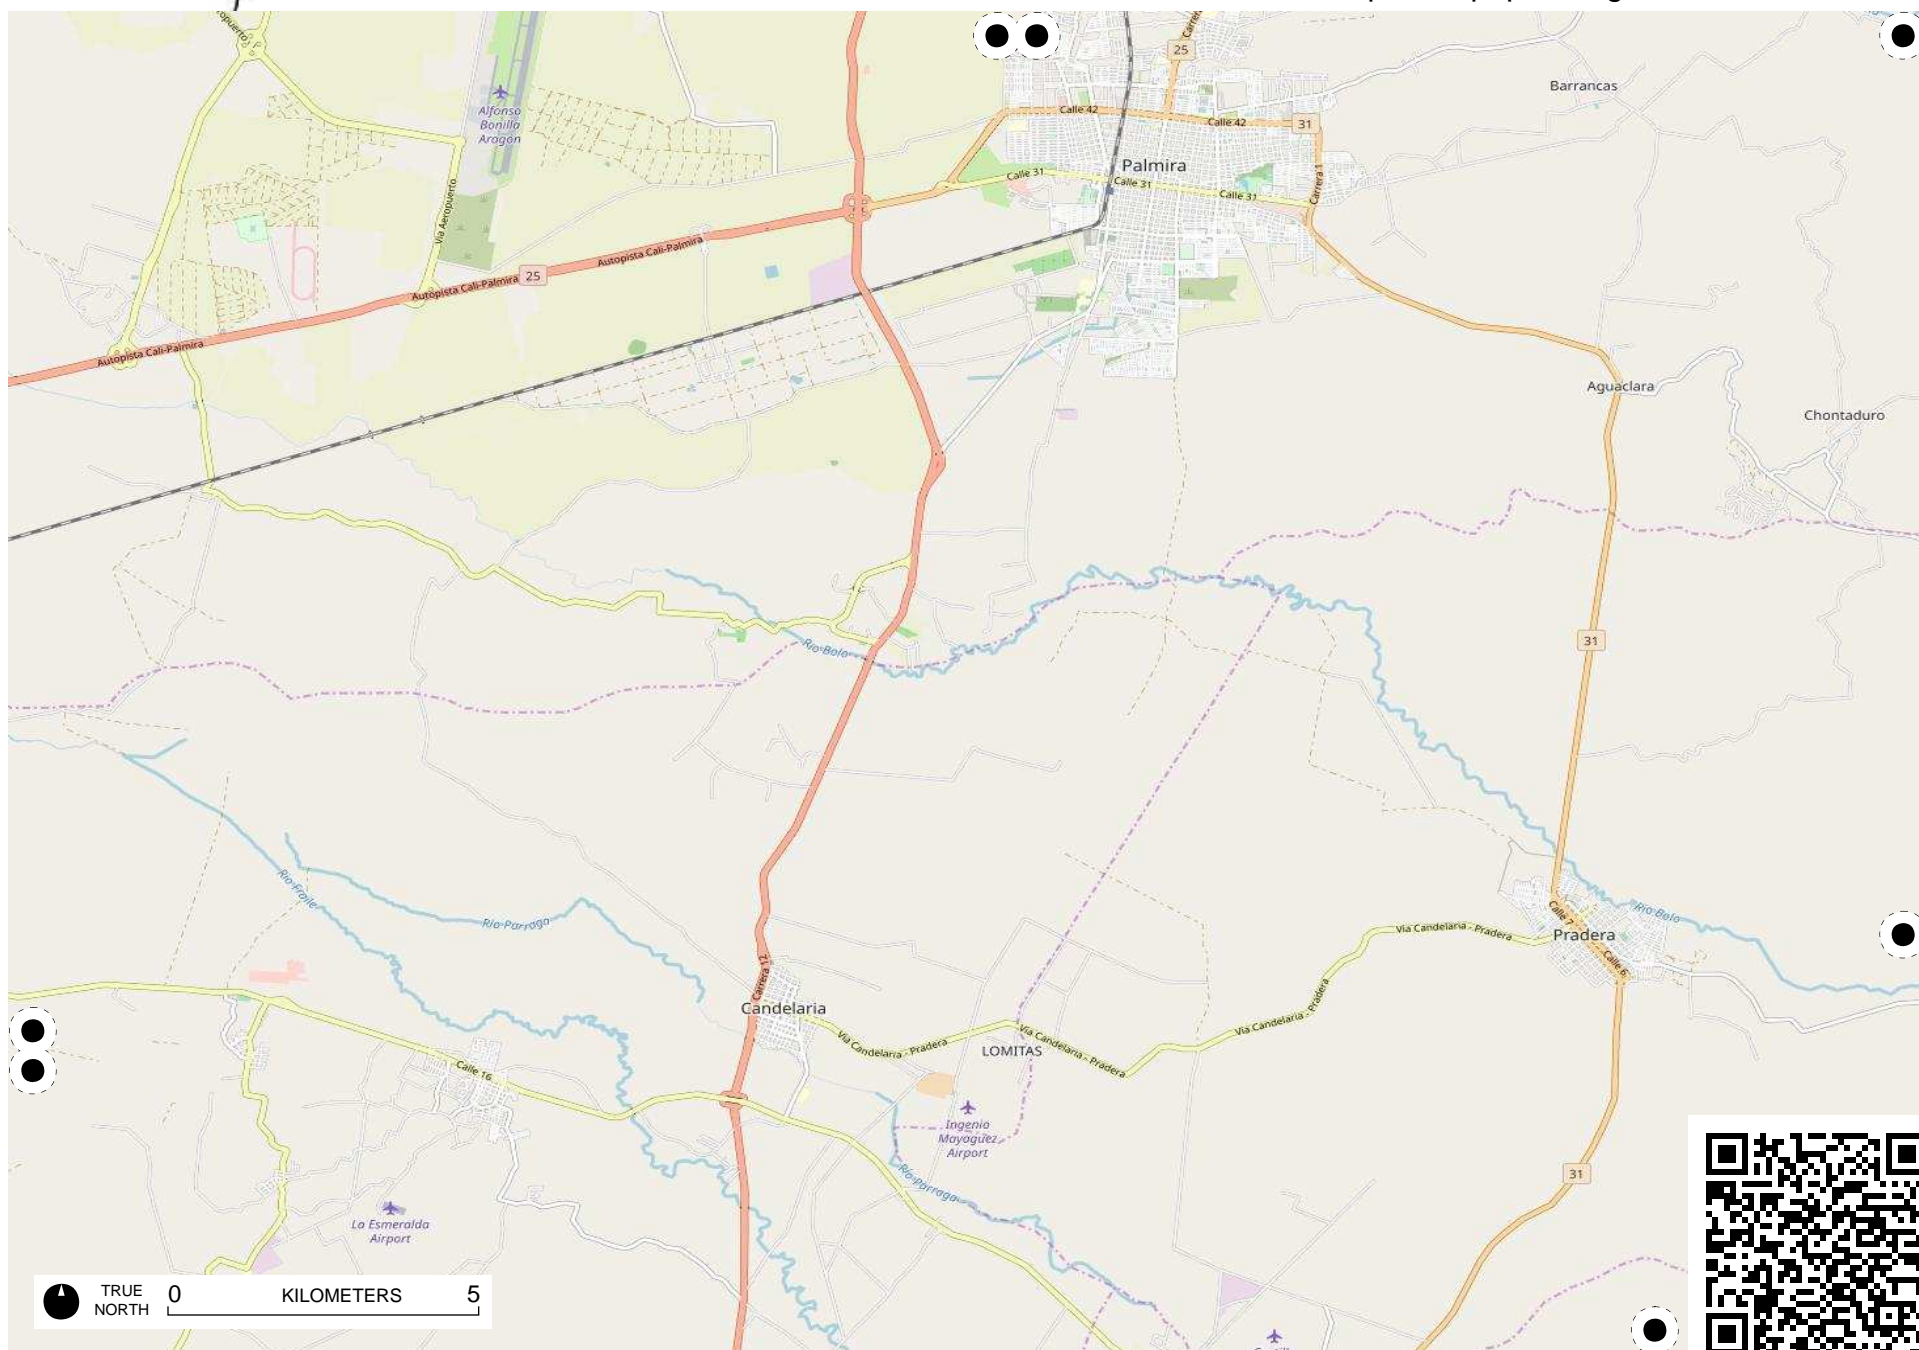 25
Barrancas
Alfonso
Bonilla
Aragón
Calle 42
Calle 42
31
Palmira
Calle 31
Calle 31
Calle 31
Carrera 1
Vía Aeropuerto
Autopista Cali-Palmira
25
Autopista Cali-Palmira
Autopista Cali-Palmira
Aguaclara
Chontaduro
31
Río Bolo
Río Fraile
Río Parraga
Calle 7
Río Bolo
Vía Candelaria - Pradera
Pradera
Calle 6
Carrera 12
Candelaria
Vía Candelaria - Pradera
Vía Candelaria - Pradera
Vía Candelaria - Pradera
Vía Candelaria - Pradera
LOMITAS
Calle 16
Ingenio
Mayagüez
Airport
Río Parraga
31
La Esmeralda
Airport
TRUE
NORTH
0
KILOMETERS
5